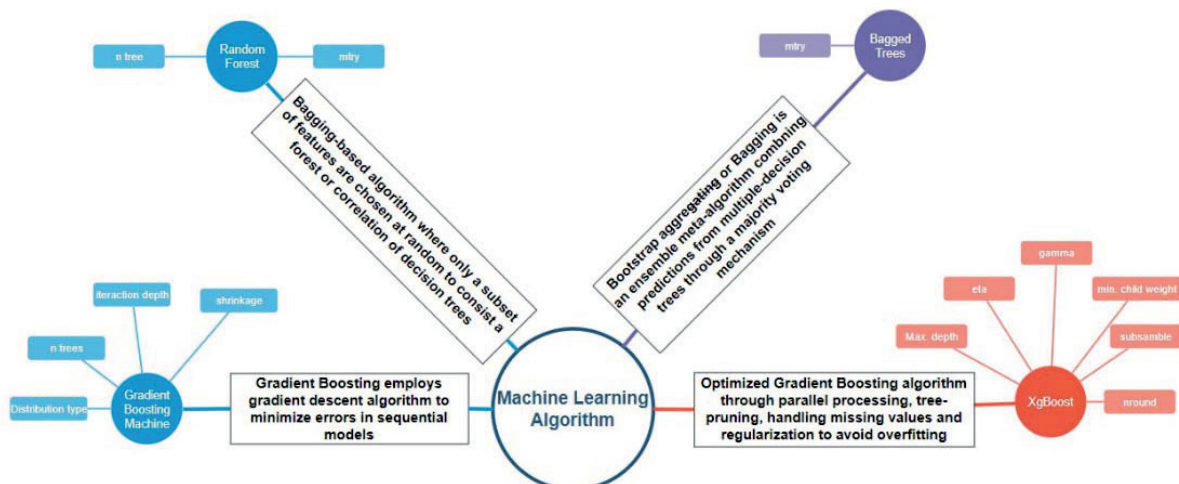 Random
Forest
n tree
mtry
Bagging-based algorithm where only a subset
of features are chosen at random to consist a
forest or correlation of decision trees
Bagged
Trees
mtry
Bootstrap aggregating or Bagging is
an ensemble meta-algorithm combning
predictions from multiple-decision
trees through a majority voting
mechanism
iteraction depth
shrinkage
n trees
Distribution type
Gradient
Boosting
Machine
Gradient Boosting employs
gradient descent algorithm to
minimize errors in sequential
models
Machine Learning
Algorithm
Optimized Gradient Boosting algorithm
through parallel processing, tree-
pruning, handling missing values and
regularization to avoid overfitting
gamma
eta
min. child weight
Max. depth
subsamble
XgBoost
nround